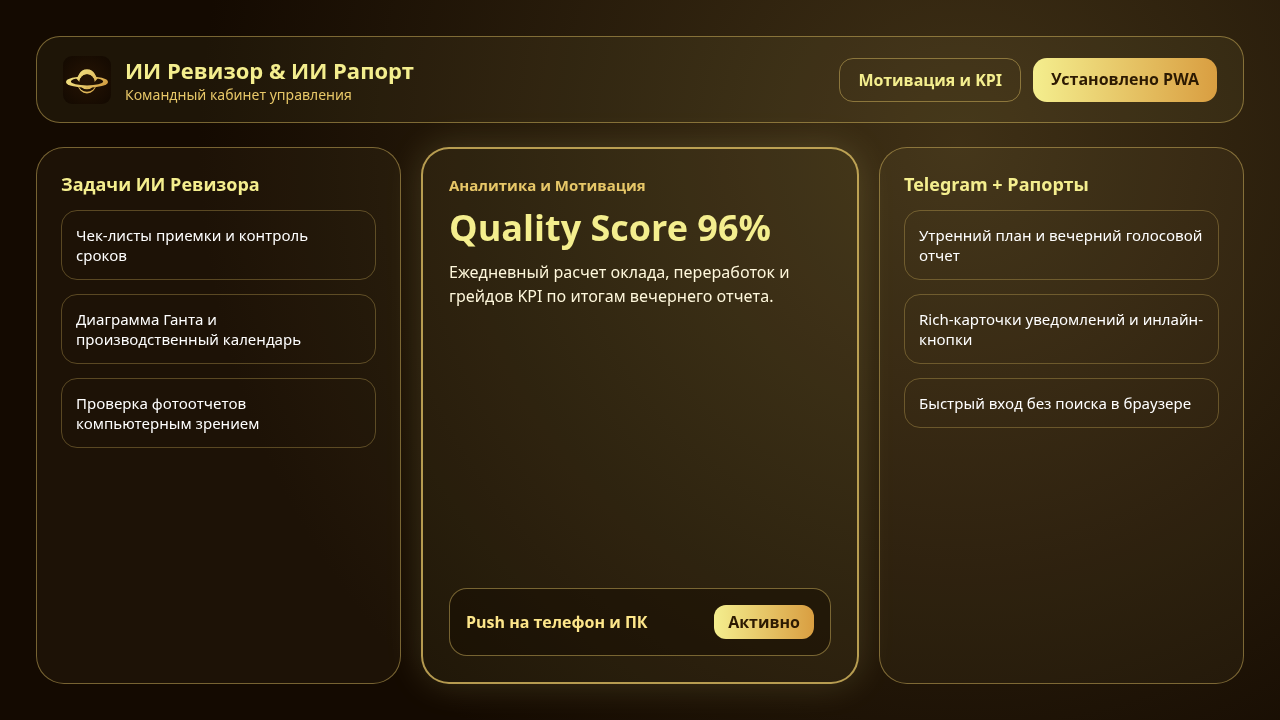 ИИ Ревизор & ИИ Рапорт
Командный кабинет управления
Мотивация и KPI
Установлено PWA
Задачи ИИ Ревизора
Чек-листы приемки и контроль
сроков
Диаграмма Ганта и
производственный календарь
Проверка фотоотчетов
компьютерным зрением
Аналитика и Мотивация
Quality Score 96%
Ежедневный расчет оклада, переработок и
грейдов KPI по итогам вечернего отчета.
Push на телефон и ПК
Активно
Telegram + Рапорты
Утренний план и вечерний голосовой
отчет
Rich-карточки уведомлений и инлайн-
кнопки
Быстрый вход без поиска в браузере